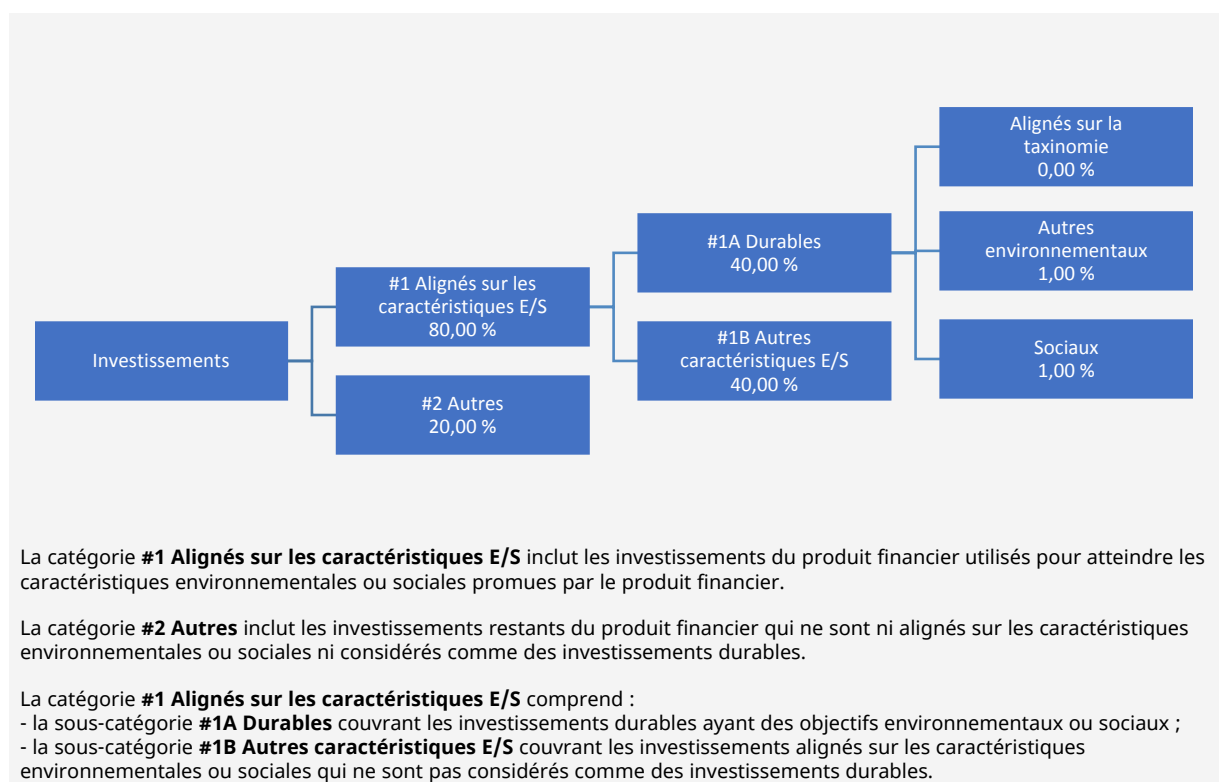 Investissements
#1 Alignés sur les
caractéristiques E/S
80,00 %
#2 Autres
20,00 %
#1A Durables
40,00 %
#1B Autres
caractéristiques E/S
40,00 %
Alignés sur la
taxinomie
0,00 %
Autres
environnementaux
1,00 %
Sociaux
1,00 %
La catégorie #1 Alignés sur les caractéristiques E/S inclut les investissements du produit financier utilisés pour atteindre les
caractéristiques environnementales ou sociales promues par le produit financier.
La catégorie #2 Autres inclut les investissements restants du produit financier qui ne sont ni alignés sur les caractéristiques
environnementales ou sociales ni considérés comme des investissements durables.
La catégorie #1 Alignés sur les caractéristiques E/S comprend :
- la sous-catégorie #1A Durables couvrant les investissements durables ayant des objectifs environnementaux ou sociaux ;
- la sous-catégorie #1B Autres caractéristiques E/S couvrant les investissements alignés sur les caractéristiques
environnementales ou sociales qui ne sont pas considérés comme des investissements durables.